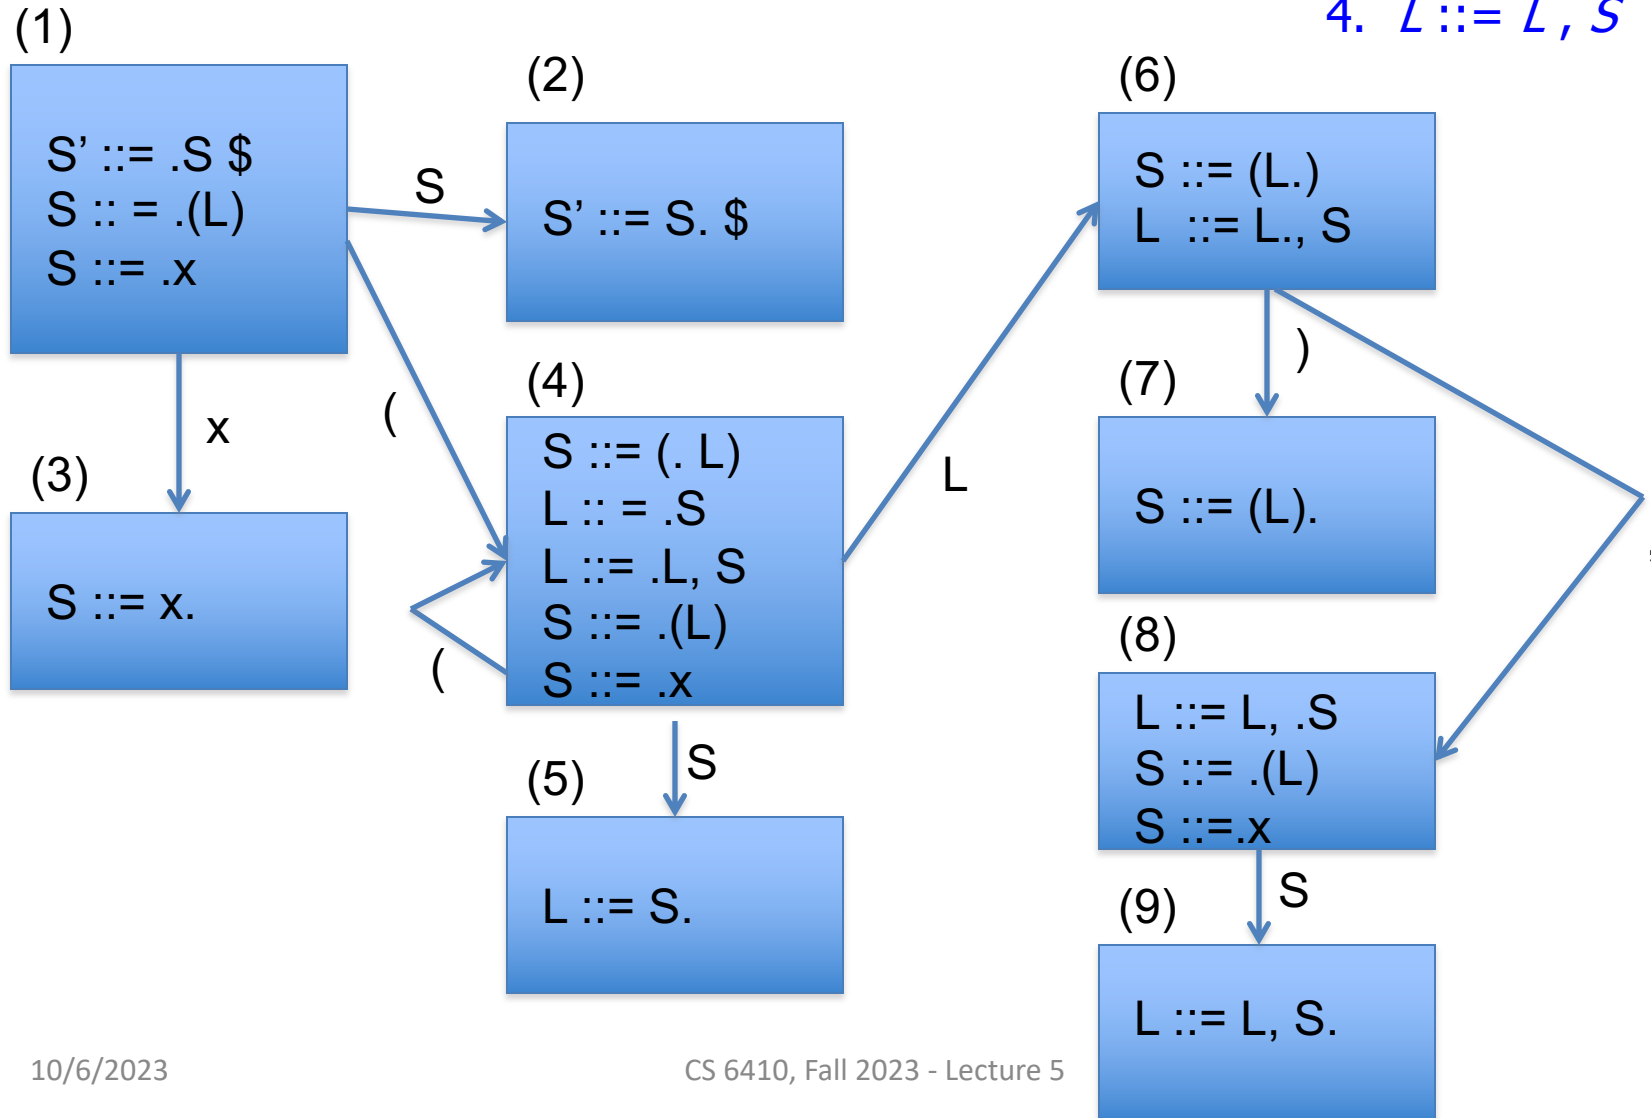 4. L ::= L , S
(1)
S’ ::= .S $
S :: = .(L)
S ::= .x
S
(2)
S’ ::= S. $
x
(
(3)
S ::= x.
(4)
S ::= (. L)
L :: = .S
L ::= .L, S
S ::= .(L)
S ::= .x
(
S
(5)
L ::= S.
L
(6)
S ::= (L.)
L ::= L., S
)
(7)
S ::= (L).
(8)
L ::= L, .S
S ::= .(L)
S ::=.x
S
(9)
L ::= L, S.
10/6/2023
CS 6410, Fall 2023 - Lecture 5